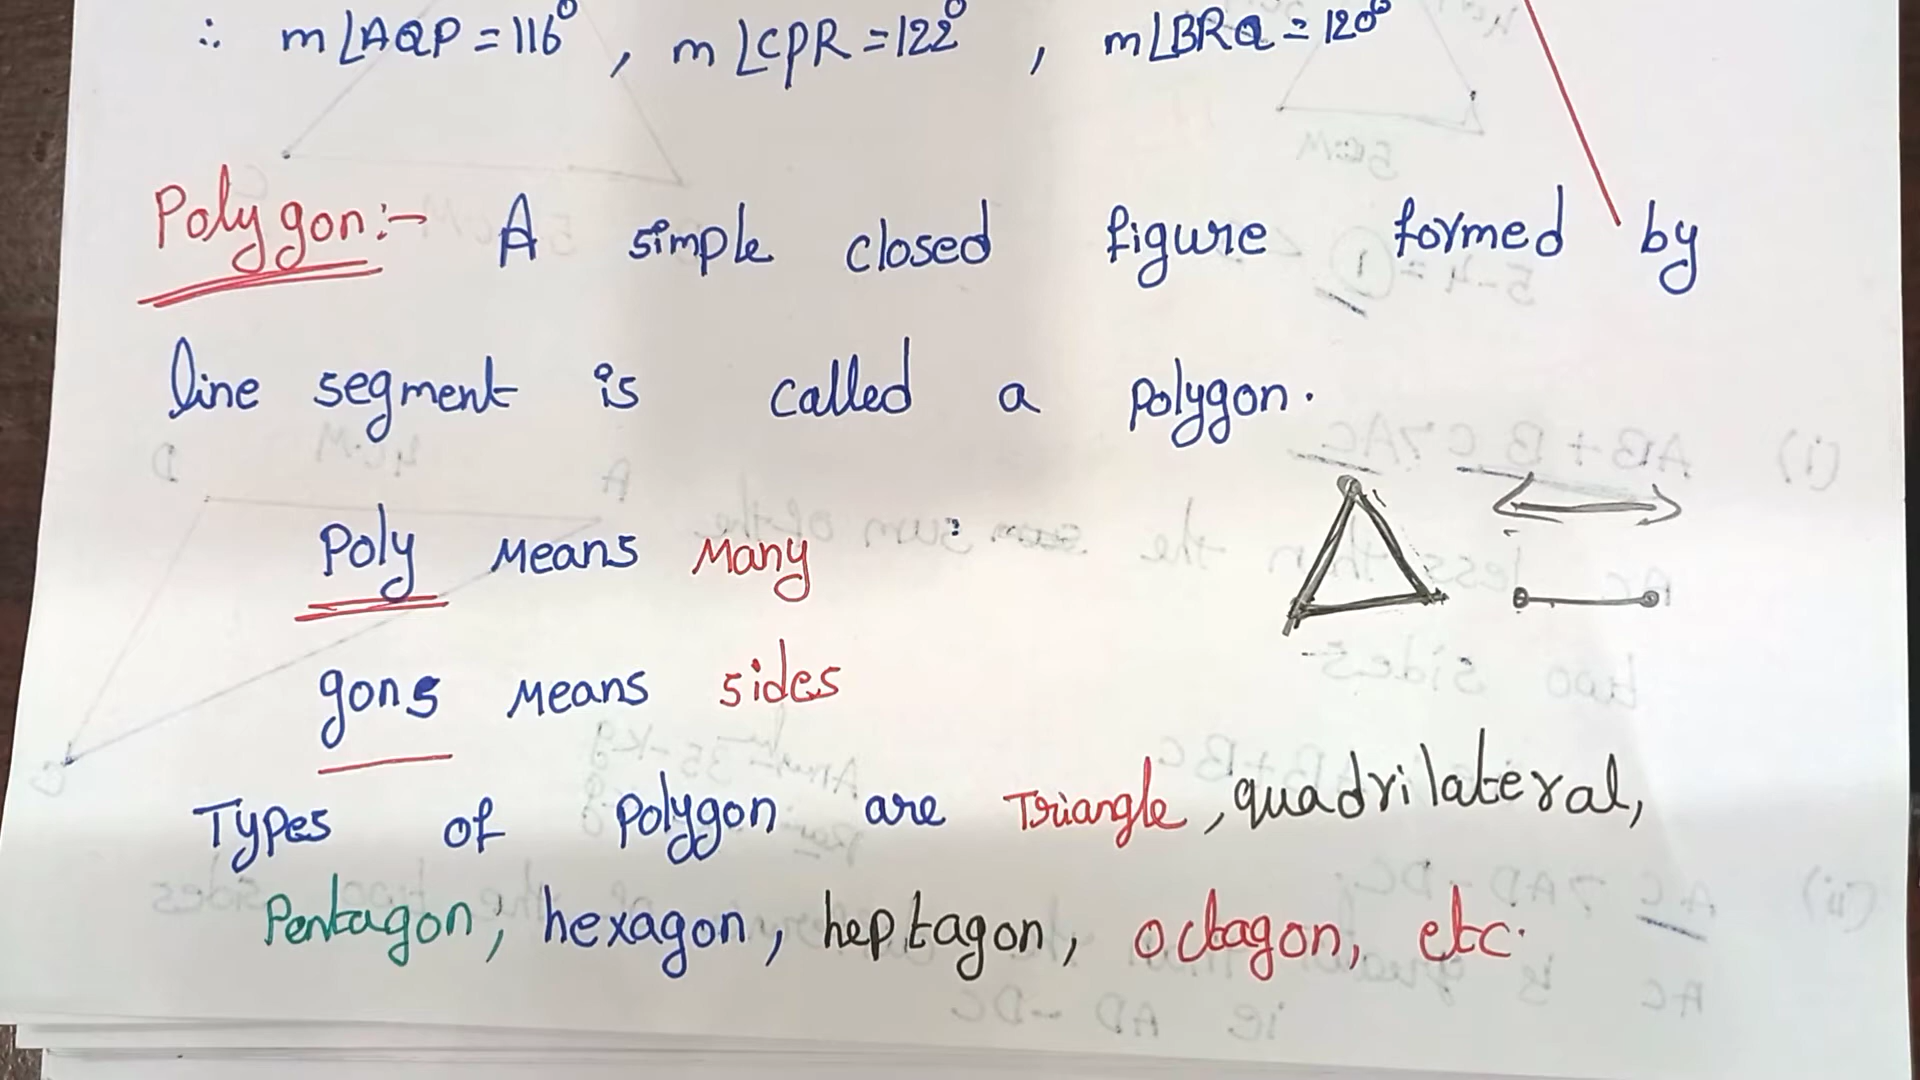 ∴ m∠AQP = 116°, m∠CPR = 122°, m∠BRQ = 120°
Polygon:- A simple closed figure formed by
line segment is called a polygon.
Poly means Many
gons means sides
Types of polygon are Triangle, quadrilateral,
Pentagon, hexagon, heptagon, octagon, etc.